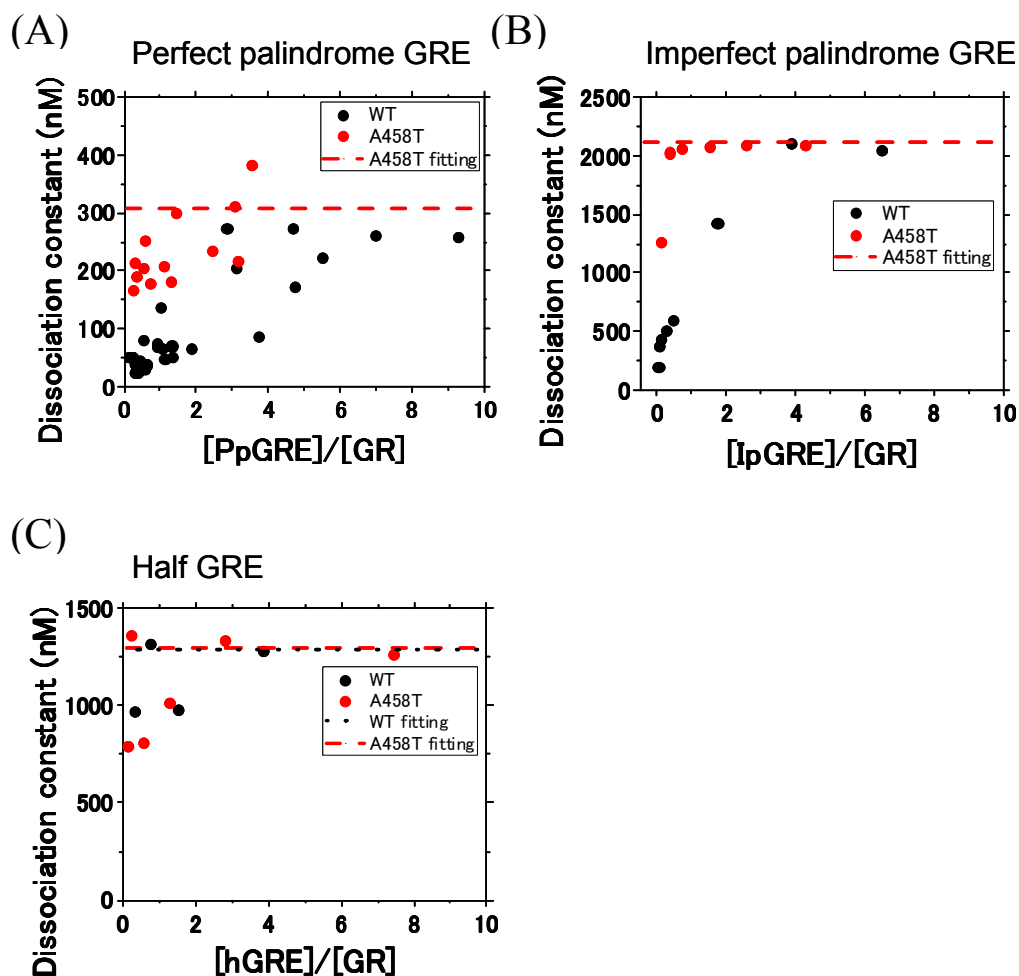 (A)
Perfect palindrome GRE
Dissociation constant (nM)
500
400
300
200
100
0
WT
A458T
A458T fitting
0 2 4 6 8 10
[PpGRE]/[GR]
(B)
Imperfect palindrome GRE
Dissociation constant (nM)
2500
2000
1500
1000
500
0
WT
A458T
A458T fitting
0 2 4 6 8 10
[IpGRE]/[GR]
(C)
Half GRE
Dissociation constant (nM)
1500
1000
500
0
WT
A458T
WT fitting
A458T fitting
0 2 4 6 8 10
[hGRE]/[GR]